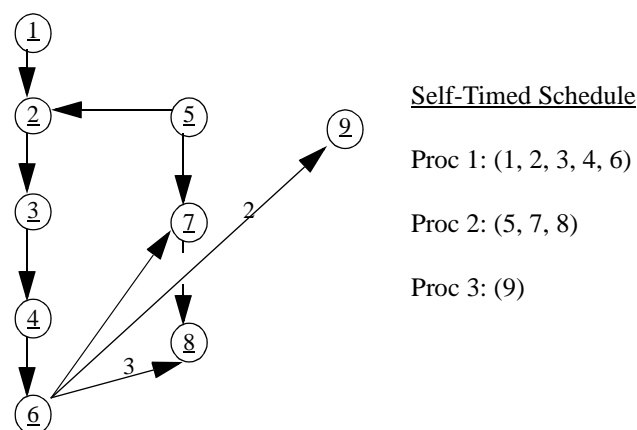 1
2
5
9
Self-Timed Schedule
Proc 1: (1, 2, 3, 4, 6)
3
7
2
Proc 2: (5, 7, 8)
Proc 3: (9)
4
8
3
6